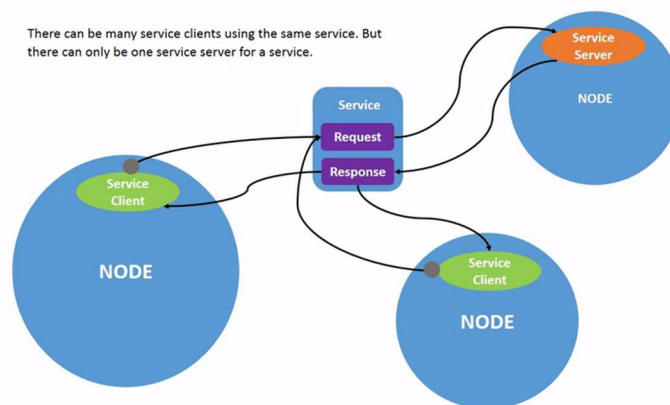 There can be many service clients using the same service. But
there can only be one service server for a service.
Service
Server
NODE
Service
Request
Response
Service
Client
NODE
Service
Client
NODE